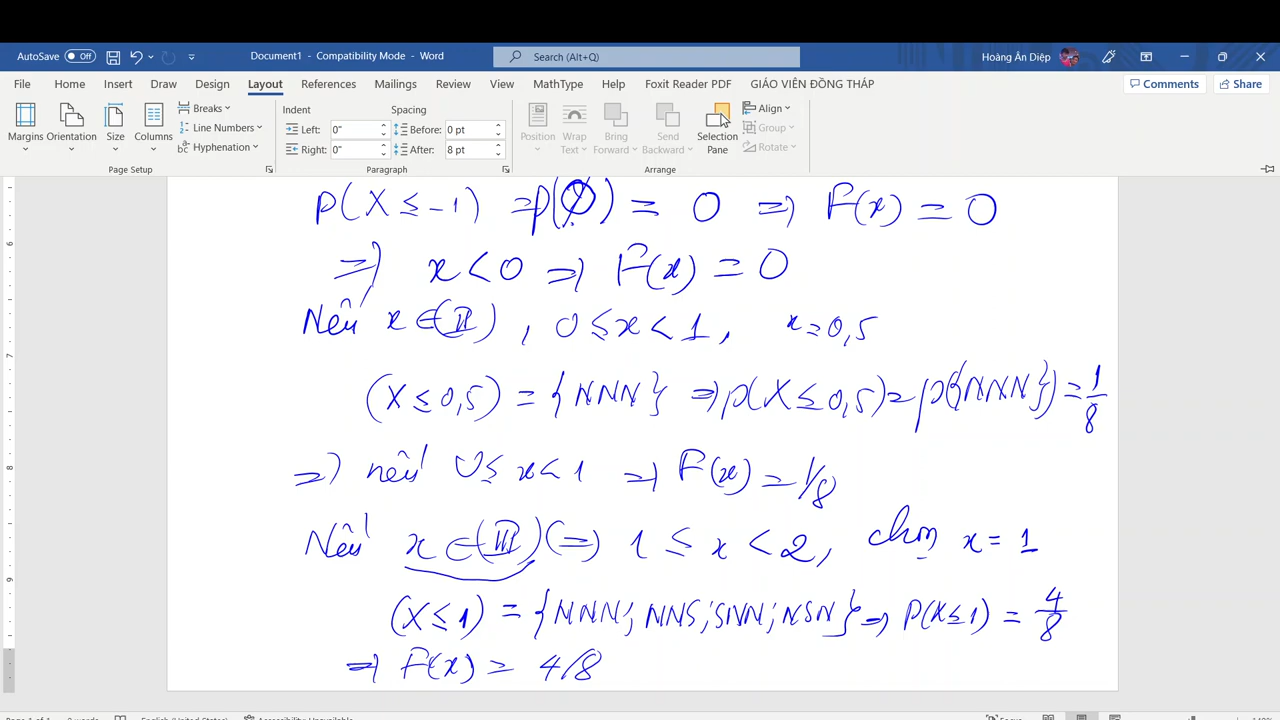 AutoSave Off Document1 - Compatibility Mode - Word Search (Alt+Q) Hoàng Ân Diệp
File Home Insert Draw Design Layout References Mailings Review View MathType Help Foxit Reader PDF GIÁO VIÊN ĐỒNG THÁP Comments Share
Margins Orientation Size Columns Breaks Line Numbers Hyphenation
Indent Spacing
Left: 0" Before: 0 pt
Right: 0" After: 8 pt
Position Wrap Text Bring Forward Send Backward Selection Pane Align Group Rotate
Page Setup Paragraph Arrange
P(X ≤ -1) = P(∅) = 0 => F(x) = 0
=> x < 0 => F(x) = 0
Nếu x ∈ (II), 0 ≤ x < 1, x = 0,5
(X ≤ 0,5) = {NNN} => P(X ≤ 0,5) = P({NNN}) = 1/8
=> nếu 0 ≤ x < 1 => F(x) = 1/8
Nếu x ∈ (III) <=> 1 ≤ x < 2, chọn x = 1
(X ≤ 1) = {NNN; NNS; SNN; NSN} => P(X ≤ 1) = 4/8
=> F(x) = 4/8